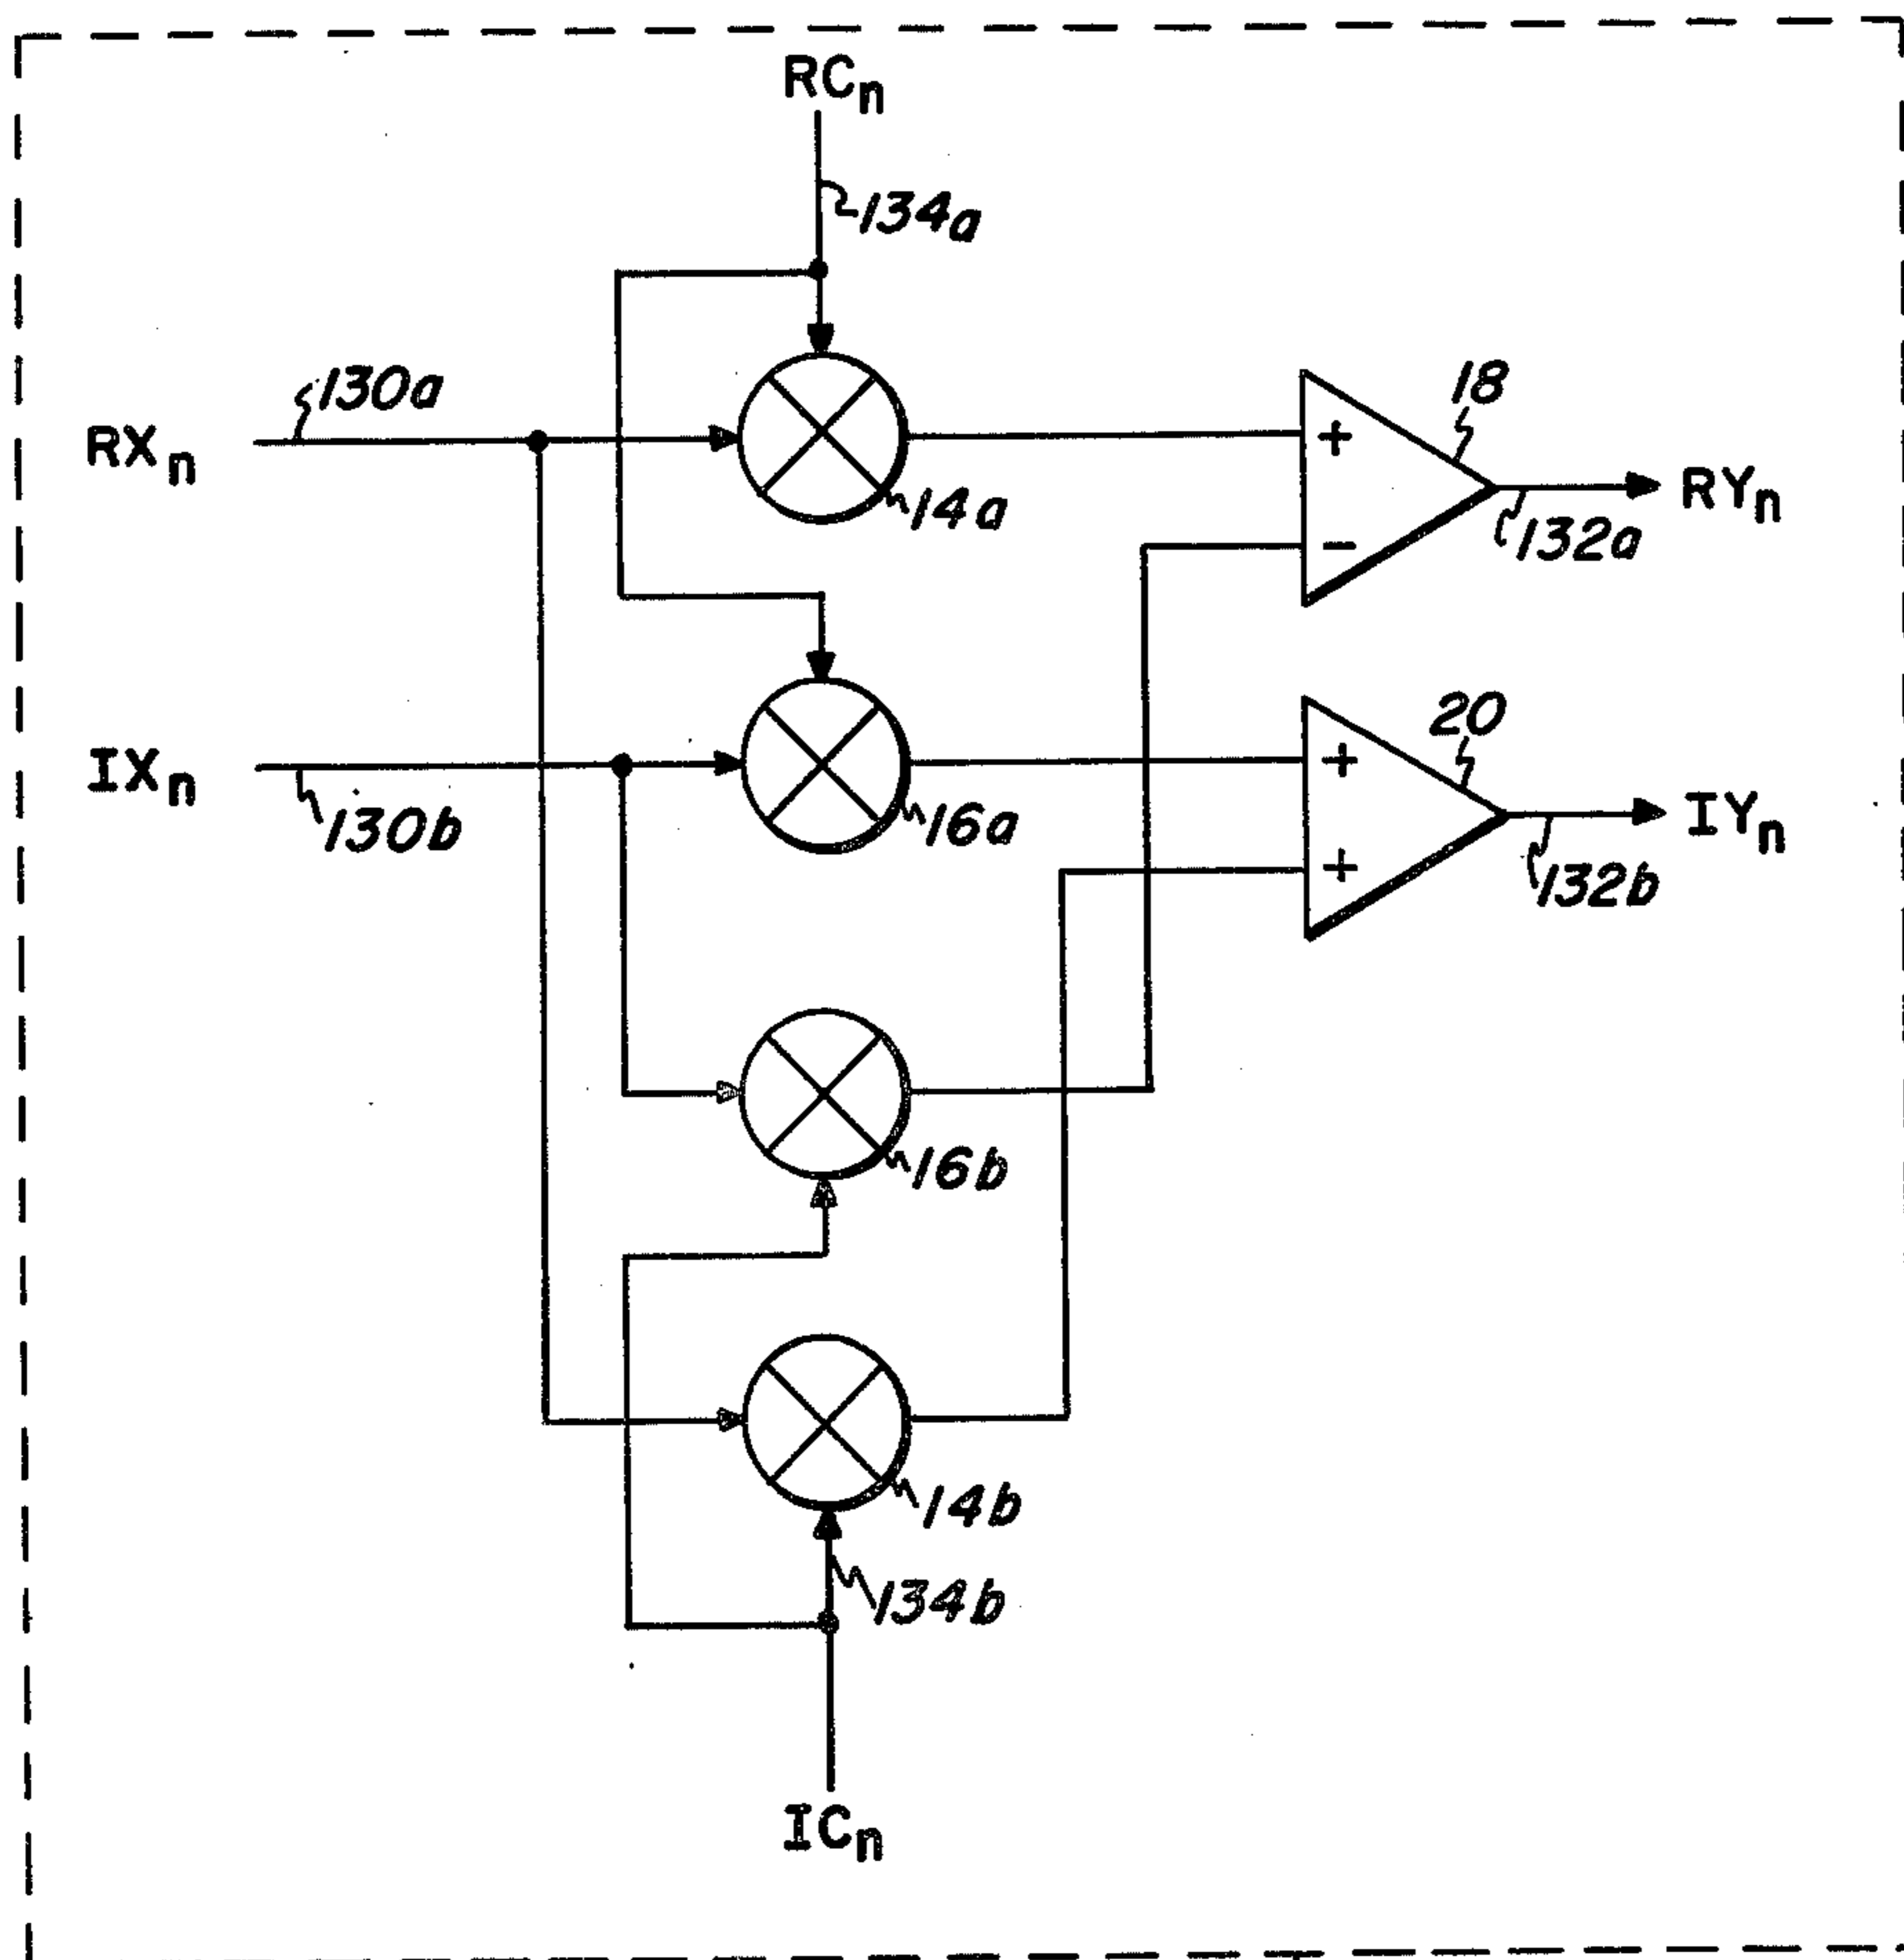 RCn
134a
130a
RXn
14a
18
+
−
RYn
132a
IXn
130b
16a
20
+
+
IYn
132b
16b
14b
134b
ICn